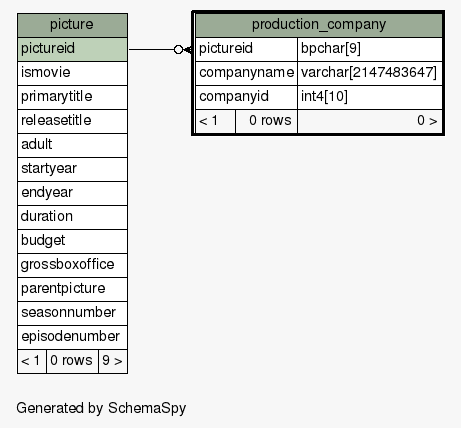 picture
pictureid
ismovie
primarytitle
releasetitle
adult
startyear
endyear
duration
budget
grossboxoffice
parentpicture
seasonnumber
episodenumber
< 1 0 rows 9 >
production_company
pictureid bpchar[9]
companyname varchar[2147483647]
companyid int4[10]
< 1 0 rows 0 >
Generated by SchemaSpy